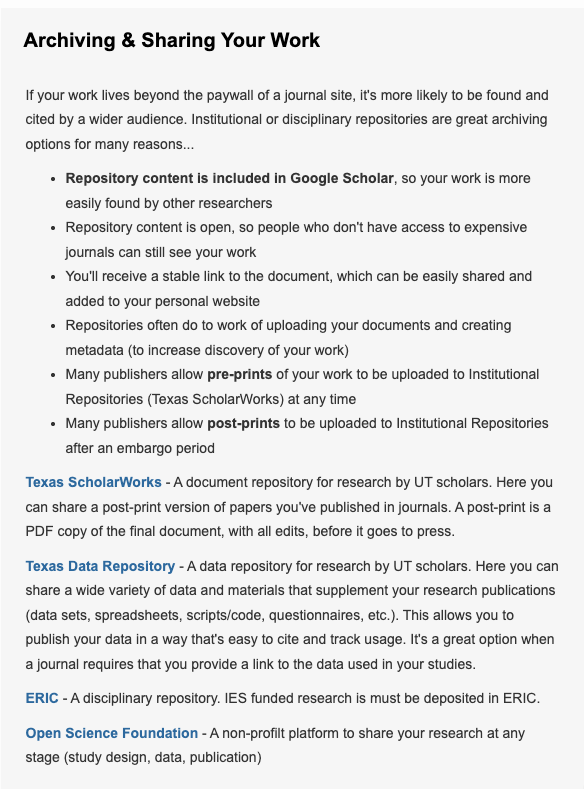 Archiving & Sharing Your Work
If your work lives beyond the paywall of a journal site, it's more likely to be found and
cited by a wider audience. Institutional or disciplinary repositories are great archiving
options for many reasons...
• Repository content is included in Google Scholar, so your work is more
easily found by other researchers
• Repository content is open, so people who don't have access to expensive
journals can still see your work
• You'll receive a stable link to the document, which can be easily shared and
added to your personal website
• Repositories often do to work of uploading your documents and creating
metadata (to increase discovery of your work)
• Many publishers allow pre-prints of your work to be uploaded to Institutional
Repositories (Texas ScholarWorks) at any time
• Many publishers allow post-prints to be uploaded to Institutional Repositories
after an embargo period
Texas ScholarWorks - A document repository for research by UT scholars. Here you
can share a post-print version of papers you've published in journals. A post-print is a
PDF copy of the final document, with all edits, before it goes to press.
Texas Data Repository - A data repository for research by UT scholars. Here you can
share a wide variety of data and materials that supplement your research publications
(data sets, spreadsheets, scripts/code, questionnaires, etc.). This allows you to
publish your data in a way that's easy to cite and track usage. It's a great option when
a journal requires that you provide a link to the data used in your studies.
ERIC - A disciplinary repository. IES funded research is must be deposited in ERIC.
Open Science Foundation - A non-profilt platform to share your research at any
stage (study design, data, publication)